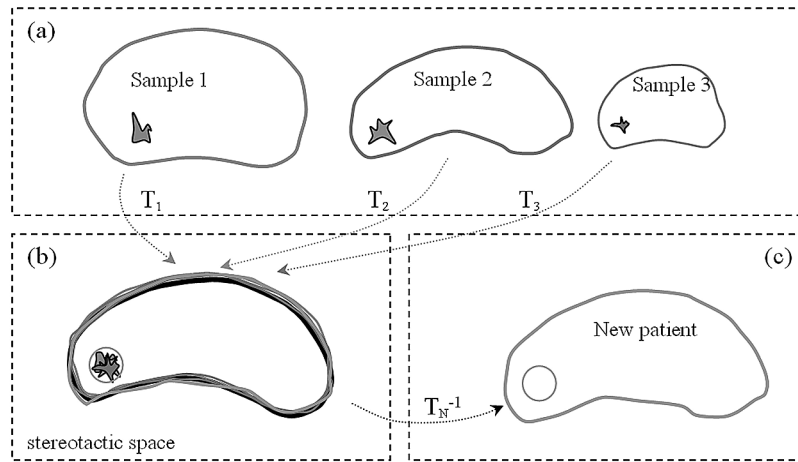 (a)
Sample 1
Sample 2
Sample 3
T1
T2
T3
(b)
(c)
New patient
TN-1
stereotactic space